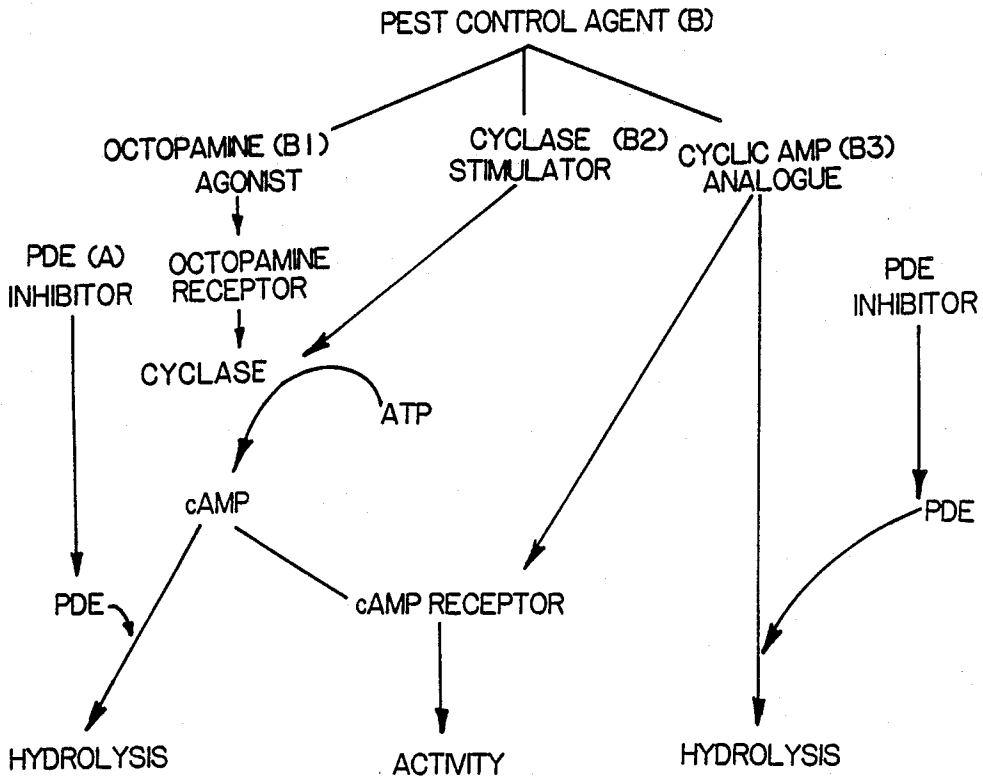 PEST CONTROL AGENT (B)
OCTOPAMINE (B1)
AGONIST
CYCLASE (B2)
STIMULATOR
CYCLIC AMP (B3)
ANALOGUE
PDE (A)
INHIBITOR
OCTOPAMINE
RECEPTOR
PDE
INHIBITOR
CYCLASE
ATP
cAMP
PDE
PDE
cAMP RECEPTOR
HYDROLYSIS
ACTIVITY
HYDROLYSIS